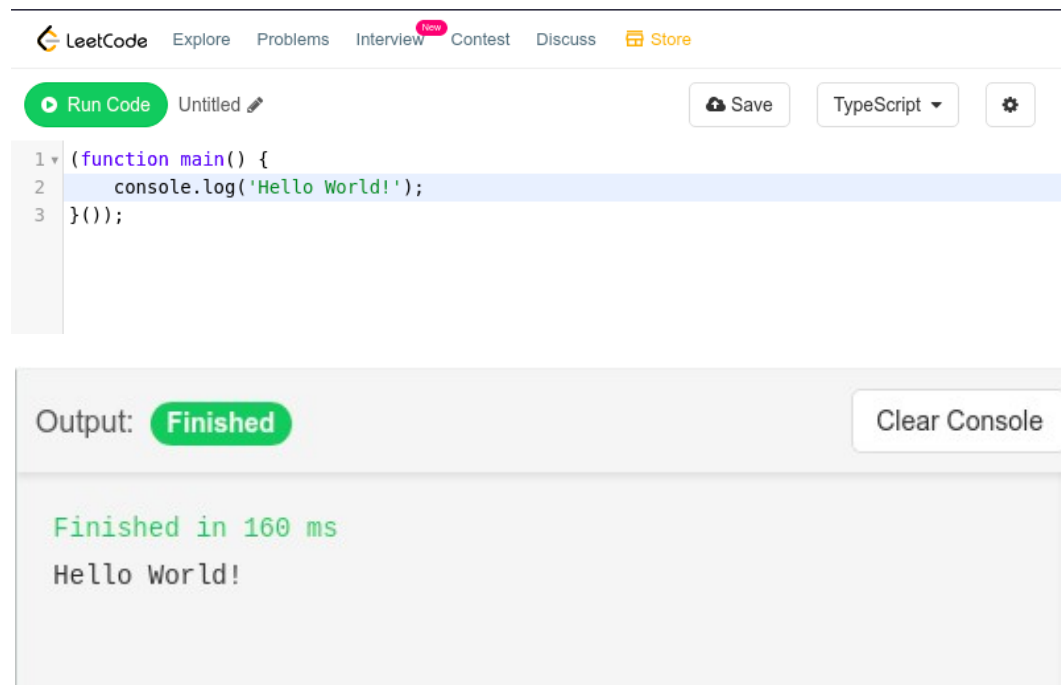 LeetCode Explore Problems Interview New Contest Discuss Store
Run Code Untitled Save TypeScript
1 (function main() {
2     console.log('Hello World!');
3 }());
Output: Finished Clear Console
Finished in 160 ms
Hello World!